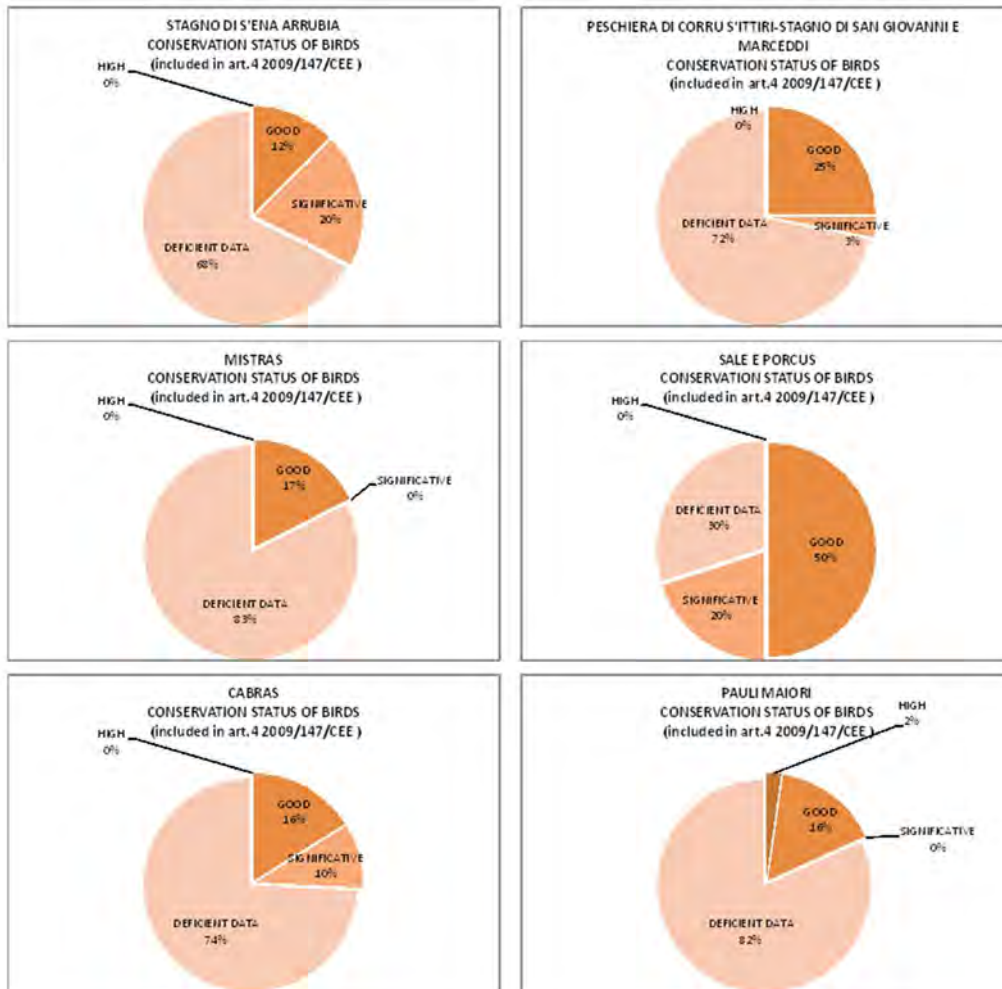 STAGNO DI S'ENA ARRUBIA
CONSERVATION STATUS OF BIRDS
(included in art.4 2009/147/CEE )
HIGH
0%
GOOD
12%
SIGNIFICATIVE
20%
DEFICIENT DATA
68%
PESCHIERA DI CORRU S'ITTIRI-STAGNO DI SAN GIOVANNI E
MARCEDDI
CONSERVATION STATUS OF BIRDS
(included in art.4 2009/147/CEE )
HIGH
0%
GOOD
25%
SIGNIFICATIVE
3%
DEFICIENT DATA
72%
MISTRAS
CONSERVATION STATUS OF BIRDS
(included in art.4 2009/147/CEE )
HIGH
0%
GOOD
17%
SIGNIFICATIVE
0%
DEFICIENT DATA
83%
SALE E PORCUS
CONSERVATION STATUS OF BIRDS
(included in art.4 2009/147/CEE )
HIGH
0%
DEFICIENT DATA
30%
GOOD
50%
SIGNIFICATIVE
20%
CABRAS
CONSERVATION STATUS OF BIRDS
(included in art.4 2009/147/CEE )
HIGH
0%
GOOD
16%
SIGNIFICATIVE
10%
DEFICIENT DATA
74%
PAULI MAIORI
CONSERVATION STATUS OF BIRDS
(included in art.4 2009/147/CEE )
HIGH
2%
GOOD
16%
SIGNIFICATIVE
0%
DEFICIENT DATA
82%